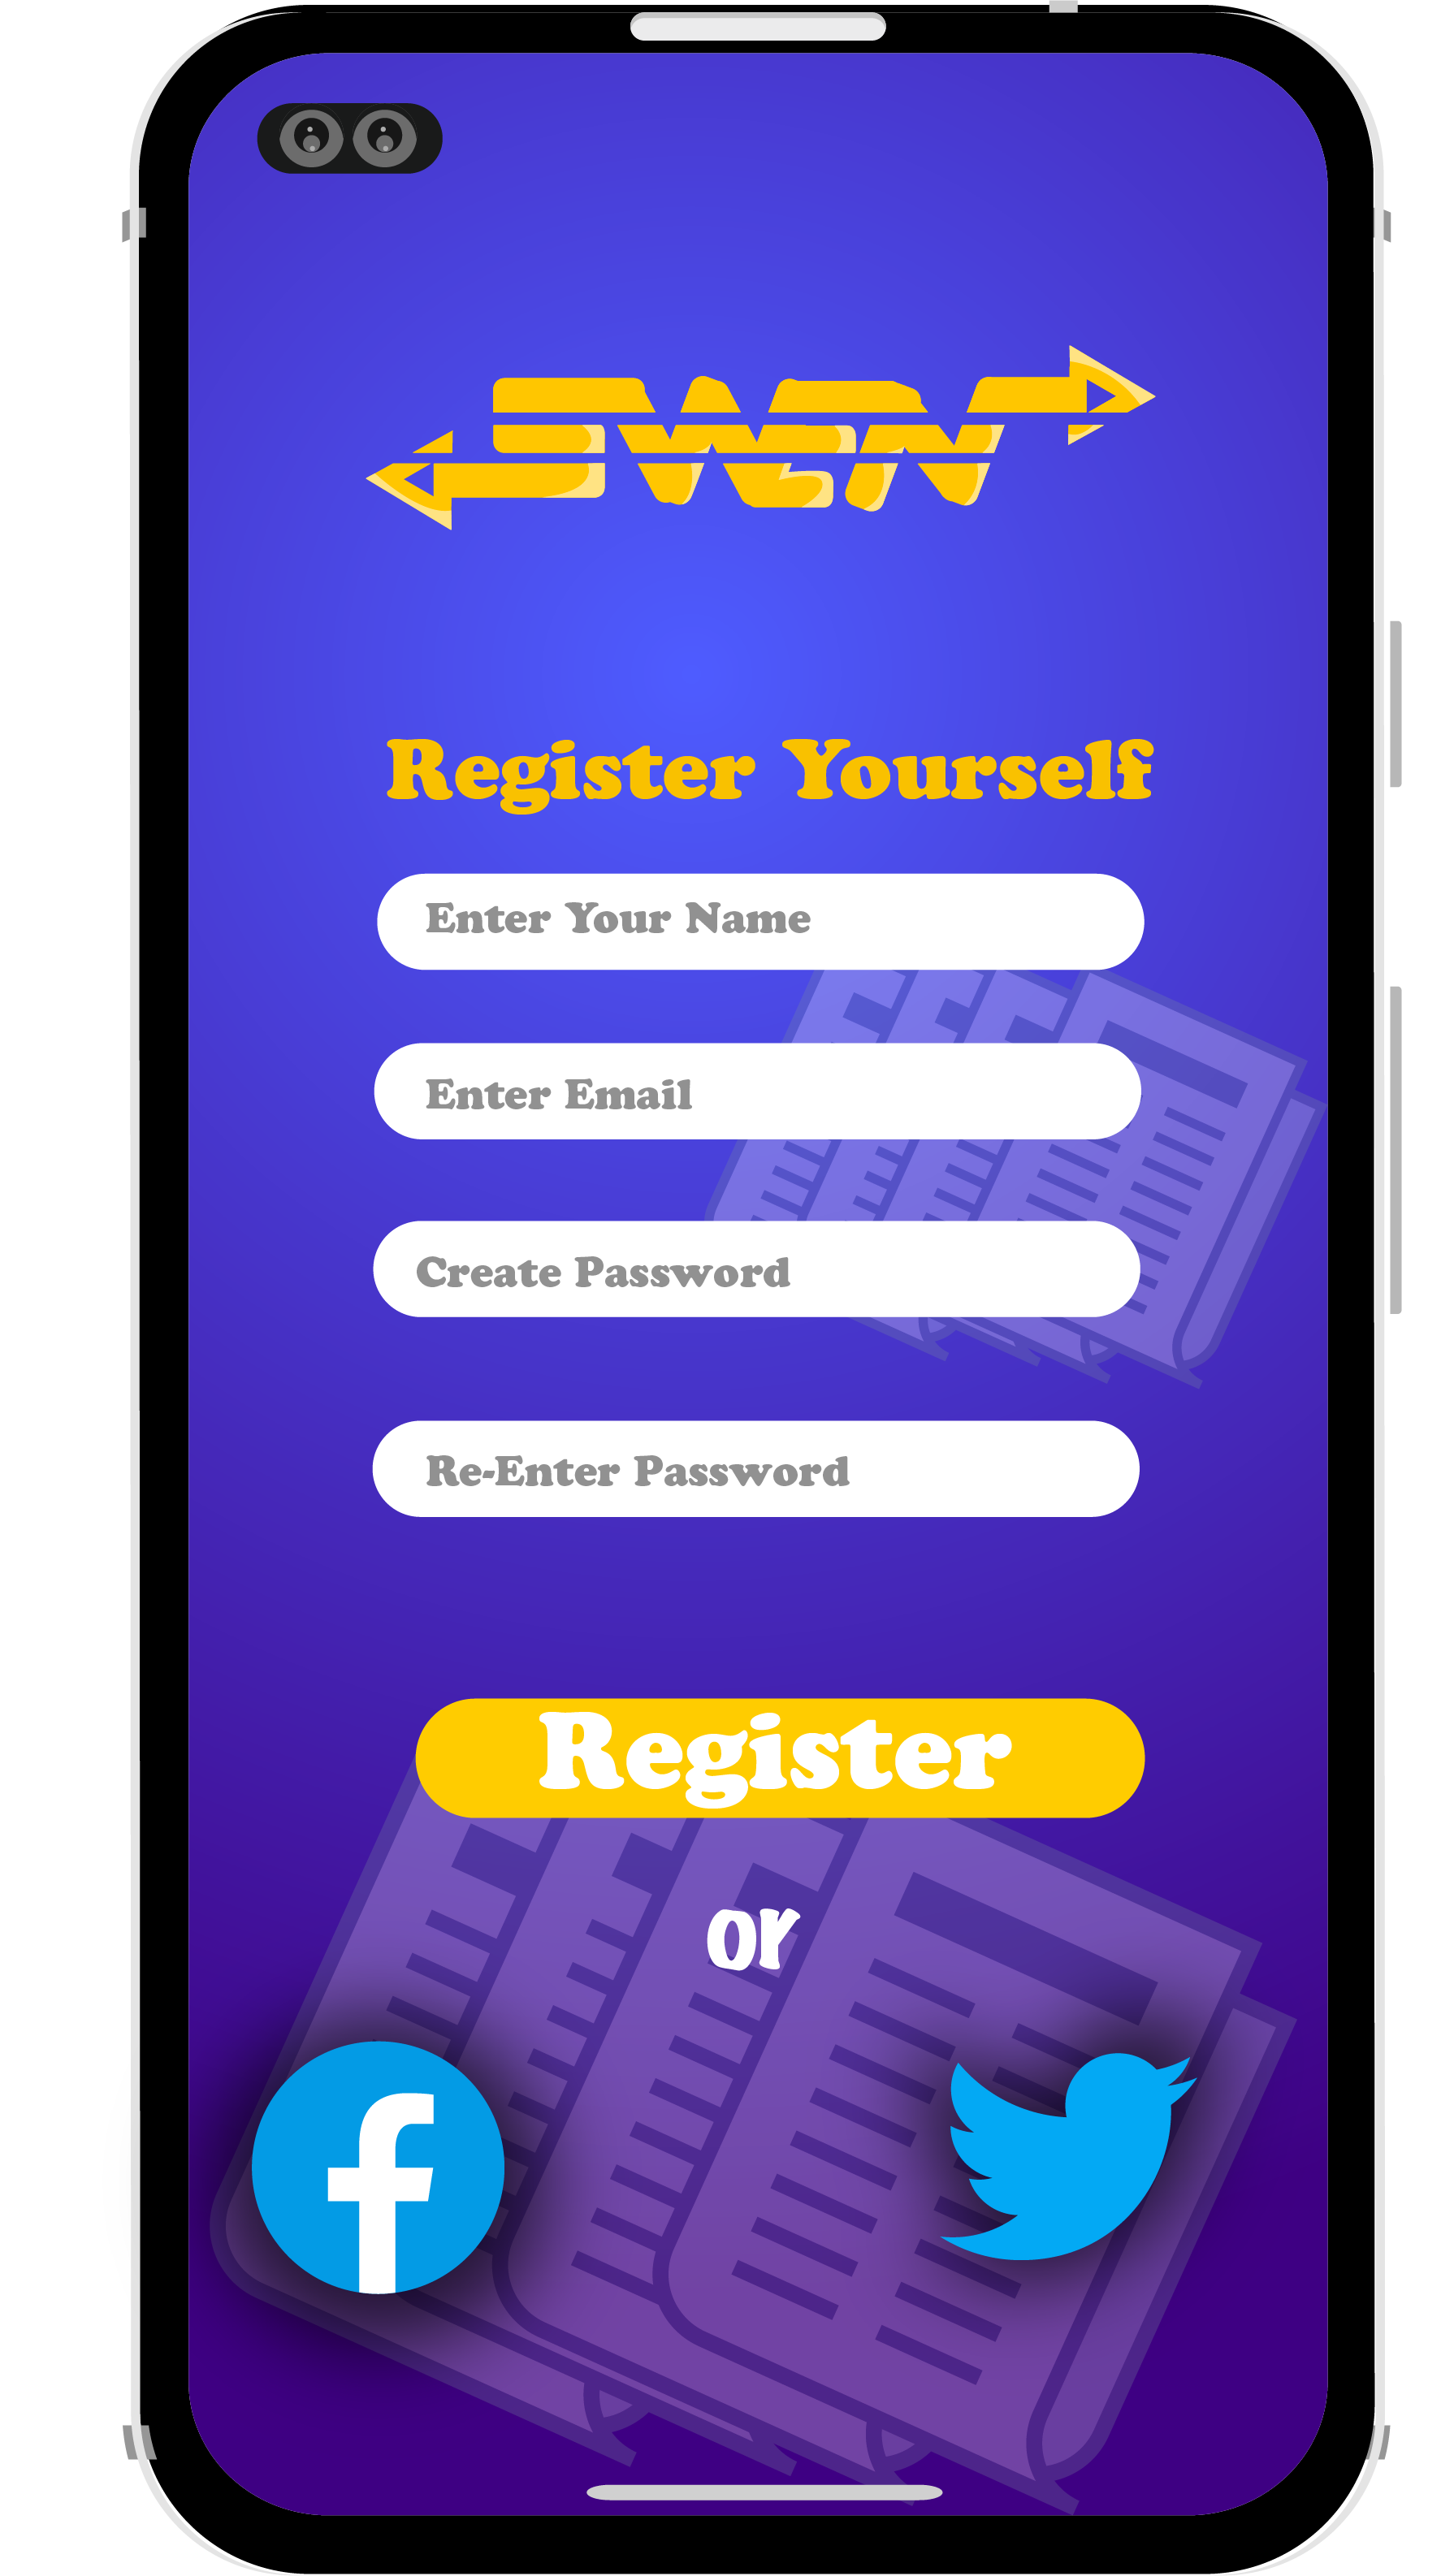 SWEN
Register Yourself
Enter Your Name
Enter Email
Create Password
Re-Enter Password
Register
or
f